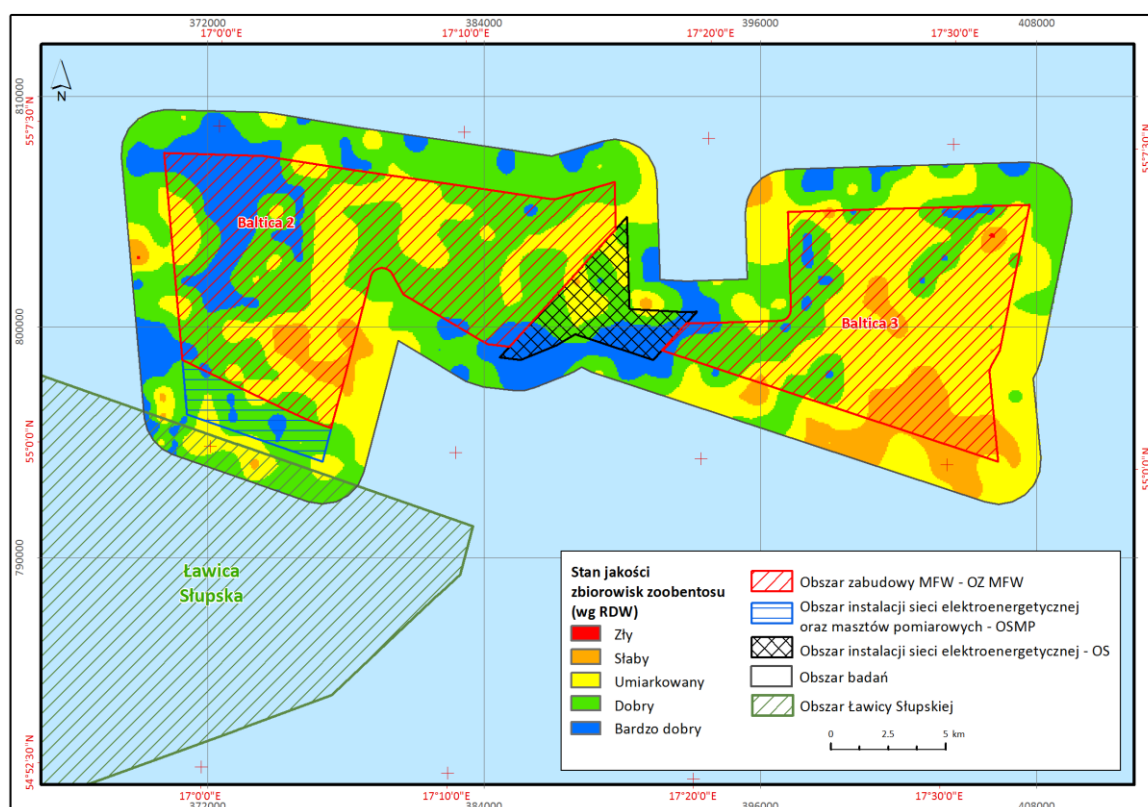 372000 384000 396000 408000
17°0'0"E 17°10'0"E 17°20'0"E 17°30'0"E
810000
55°7'30"N
55°7'30"N
N
Baltica 2
Baltica 3
800000
55°0'0"N
55°0'0"N
790000
Ławica
Słupska
Stan jakości
zbiorowisk zoobentosu
(wg RDW)
Zły
Słaby
Umiarkowany
Dobry
Bardzo dobry
Obszar zabudowy MFW - OZ MFW
Obszar instalacji sieci elektroenergetycznej
oraz masztów pomiarowych - OSMP
Obszar instalacji sieci elektroenergetycznej - OS
Obszar badań
Obszar Ławicy Słupskiej
0 2.5 5 km
54°52'30"N
54°52'30"N
17°0'0"E 17°10'0"E 17°20'0"E 17°30'0"E
372000 384000 396000 408000